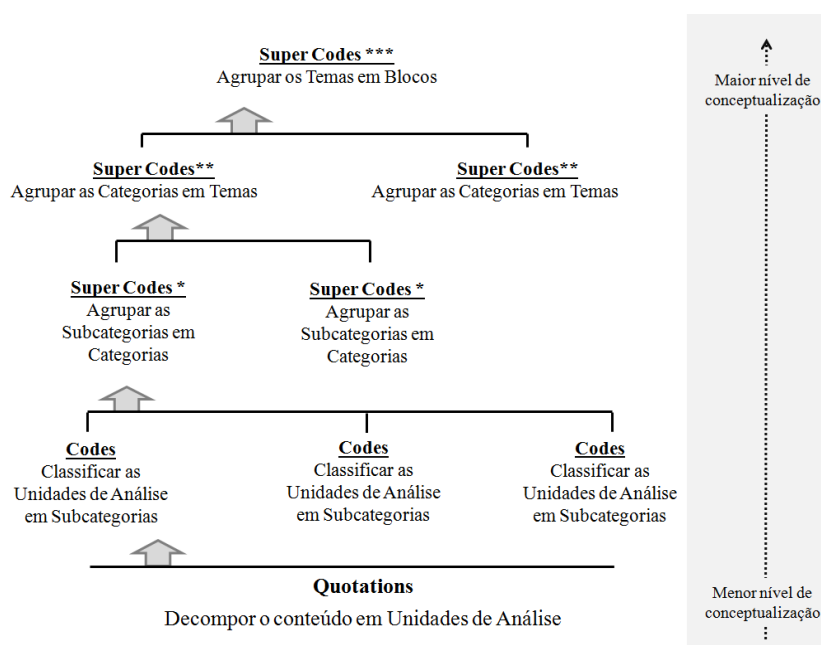 Super Codes ***
Agrupar os Temas em Blocos
Maior nível de
conceptualização
Super Codes**
Agrupar as Categorias em Temas
Super Codes**
Agrupar as Categorias em Temas
Super Codes *
Agrupar as
Subcategorias em
Categorias
Super Codes *
Agrupar as
Subcategorias em
Categorias
Codes
Classificar as
Unidades de Análise
em Subcategorias
Codes
Classificar as
Unidades de Análise
em Subcategorias
Codes
Classificar as
Unidades de Análise
em Subcategorias
Quotations
Decompor o conteúdo em Unidades de Análise
Menor nível de
conceptualização